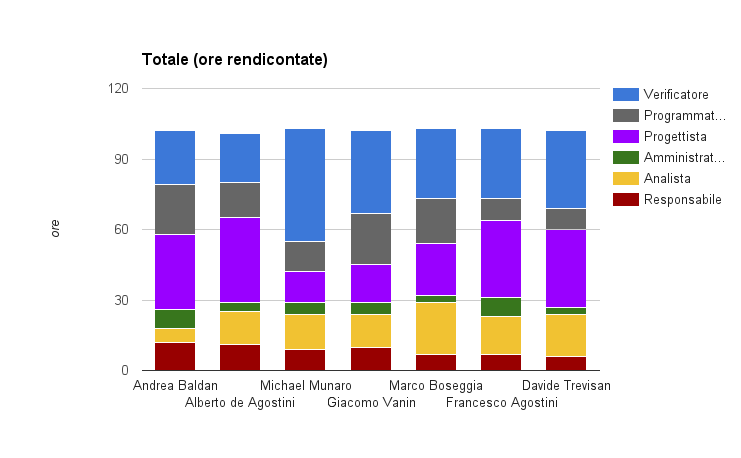 Totale (ore rendicontate)
120
90
60
30
0
ore
Verificatore
Programmat...
Progettista
Amministrat...
Analista
Responsabile
Andrea Baldan
Michael Munaro
Marco Boseggia
Davide Trevisan
Alberto de Agostini
Giacomo Vanin
Francesco Agostini